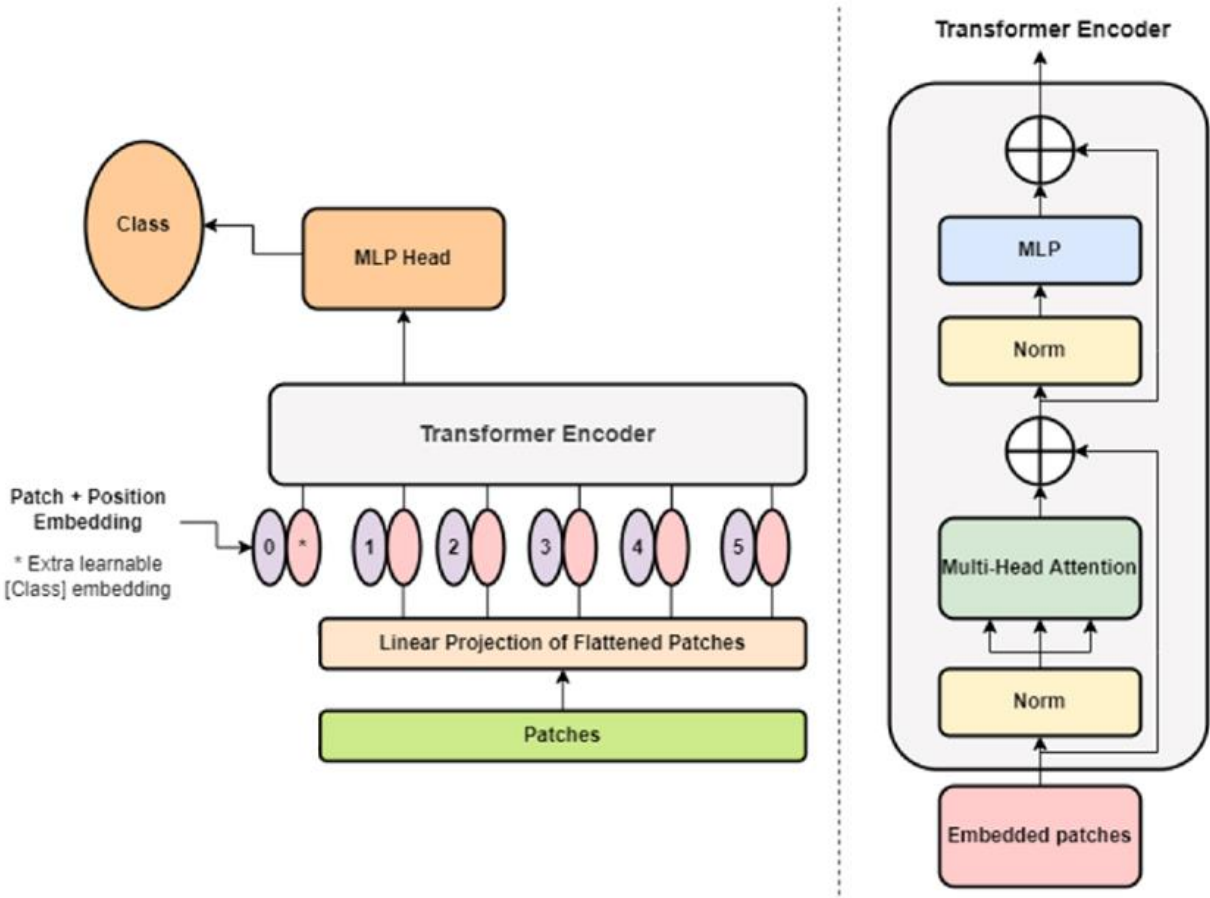 Class
MLP Head
Transformer Encoder
Patch + Position
Embedding
* Extra learnable
[Class] embedding
0 * 1 2 3 4 5
Linear Projection of Flattened Patches
Patches
Transformer Encoder
MLP
Norm
Multi-Head Attention
Norm
Embedded patches